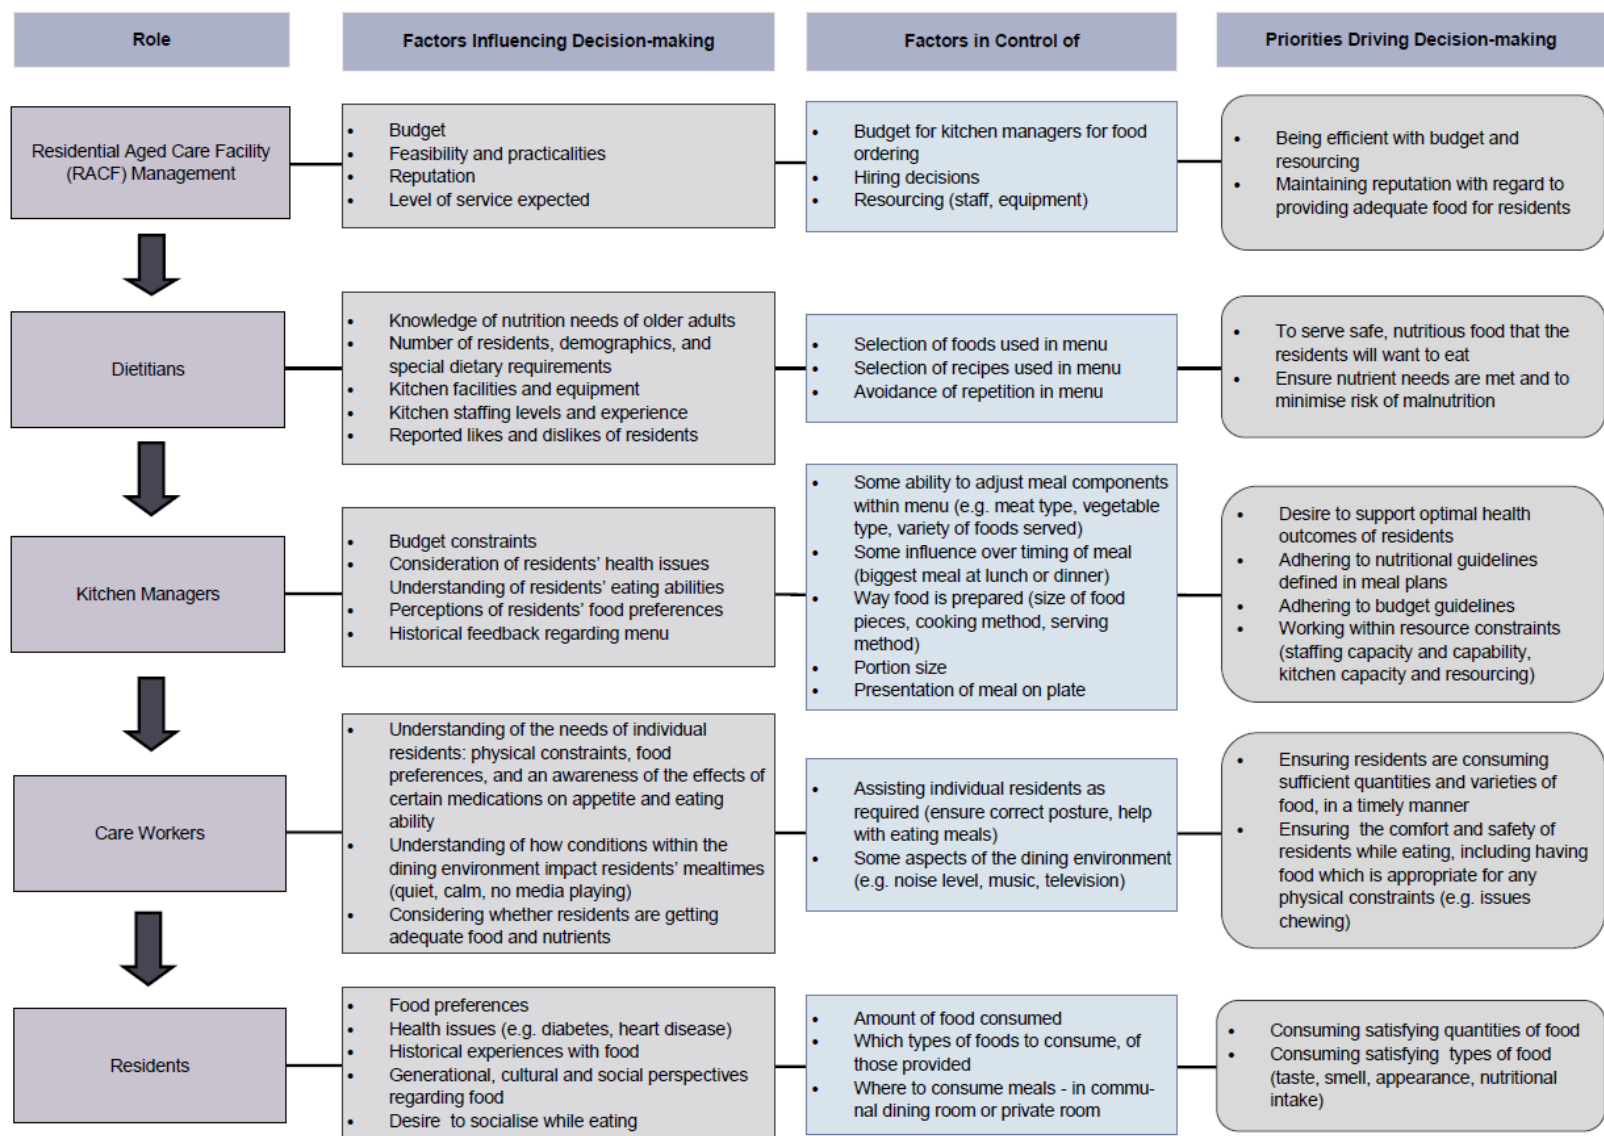 Role
Factors Influencing Decision-making
Factors in Control of
Priorities Driving Decision-making
Residential Aged Care Facility
(RACF) Management
• Budget
• Feasibility and practicalities
• Reputation
• Level of service expected
• Budget for kitchen managers for food
ordering
• Hiring decisions
• Resourcing (staff, equipment)
• Being efficient with budget and
resourcing
• Maintaining reputation with regard to
providing adequate food for residents
Dietitians
• Knowledge of nutrition needs of older adults
• Number of residents, demographics, and
special dietary requirements
• Kitchen facilities and equipment
• Kitchen staffing levels and experience
• Reported likes and dislikes of residents
• Selection of foods used in menu
• Selection of recipes used in menu
• Avoidance of repetition in menu
• To serve safe, nutritious food that the
residents will want to eat
• Ensure nutrient needs are met and to
minimise risk of malnutrition
Kitchen Managers
• Budget constraints
• Consideration of residents' health issues
Understanding of residents' eating abilities
• Perceptions of residents' food preferences
• Historical feedback regarding menu
• Some ability to adjust meal components
within menu (e.g. meat type, vegetable
type, variety of foods served)
• Some influence over timing of meal
(biggest meal at lunch or dinner)
• Way food is prepared (size of food
pieces, cooking method, serving
method)
• Portion size
• Presentation of meal on plate
• Desire to support optimal health
outcomes of residents
• Adhering to nutritional guidelines
defined in meal plans
• Adhering to budget guidelines
• Working within resource constraints
(staffing capacity and capability,
kitchen capacity and resourcing)
Care Workers
• Understanding of the needs of individual
residents: physical constraints, food
preferences, and an awareness of the effects of
certain medications on appetite and eating
ability
• Understanding of how conditions within the
dining environment impact residents' mealtimes
(quiet, calm, no media playing)
• Considering whether residents are getting
adequate food and nutrients
• Assisting individual residents as
required (ensure correct posture, help
with eating meals)
• Some aspects of the dining environment
(e.g. noise level, music, television)
• Ensuring residents are consuming
sufficient quantities and varieties of
food, in a timely manner
• Ensuring the comfort and safety of
residents while eating, including having
food which is appropriate for any
physical constraints (e.g. issues
chewing)
Residents
• Food preferences
• Health issues (e.g. diabetes, heart disease)
• Historical experiences with food
• Generational, cultural and social perspectives
regarding food
• Desire to socialise while eating
• Amount of food consumed
• Which types of foods to consume, of
those provided
• Where to consume meals - in commu-
nal dining room or private room
• Consuming satisfying quantities of food
• Consuming satisfying types of food
(taste, smell, appearance, nutritional
intake)